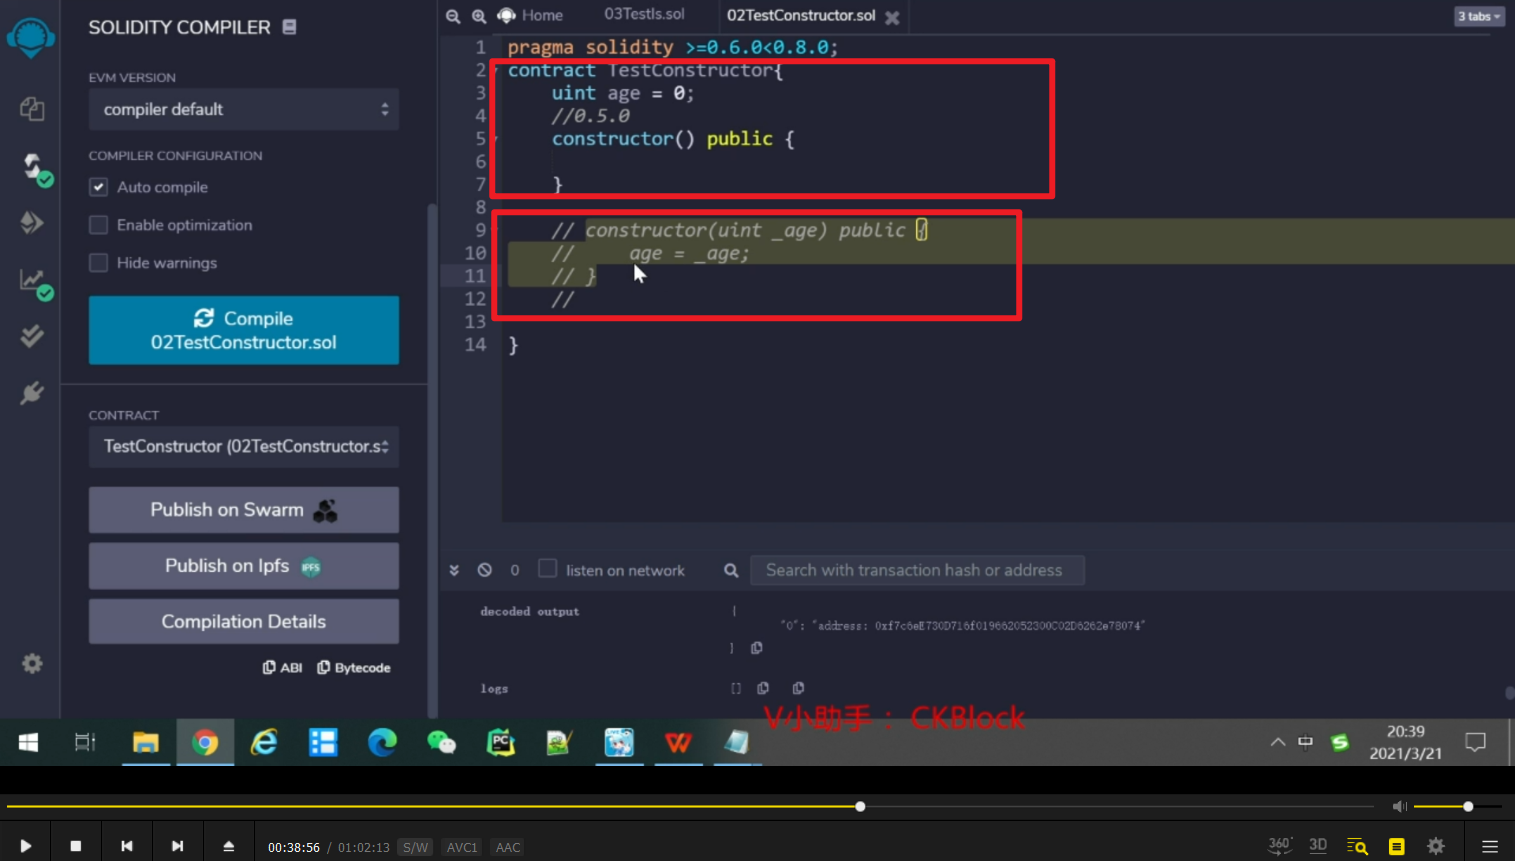 SOLIDITY COMPILER
EVM VERSION
compiler default
COMPILER CONFIGURATION
Auto compile
Enable optimization
Hide warnings
Compile
02TestConstructor.sol
CONTRACT
TestConstructor (02TestConstructor.s
Publish on Swarm
Publish on Ipfs IPFS
Compilation Details
ABI Bytecode
Home 03TestIs.sol 02TestConstructor.sol 3 tabs
1 pragma solidity >=0.6.0<0.8.0;
2 contract TestConstructor{
3 uint age = 0;
4 //0.5.0
5 constructor() public {
6
7 }
8
9 // constructor(uint _age) public {
10 // age = _age;
11 // }
12 //
13
14 }
0 listen on network Search with transaction hash or address
decoded output {
"0": "address: 0xf7c6eE730D716f019662052300C02D6262e78074"
}
logs []
V小助手： CKBlock
中 20:39
2021/3/21
00:38:56 / 01:02:13 S/W AVC1 AAC 360° 3D